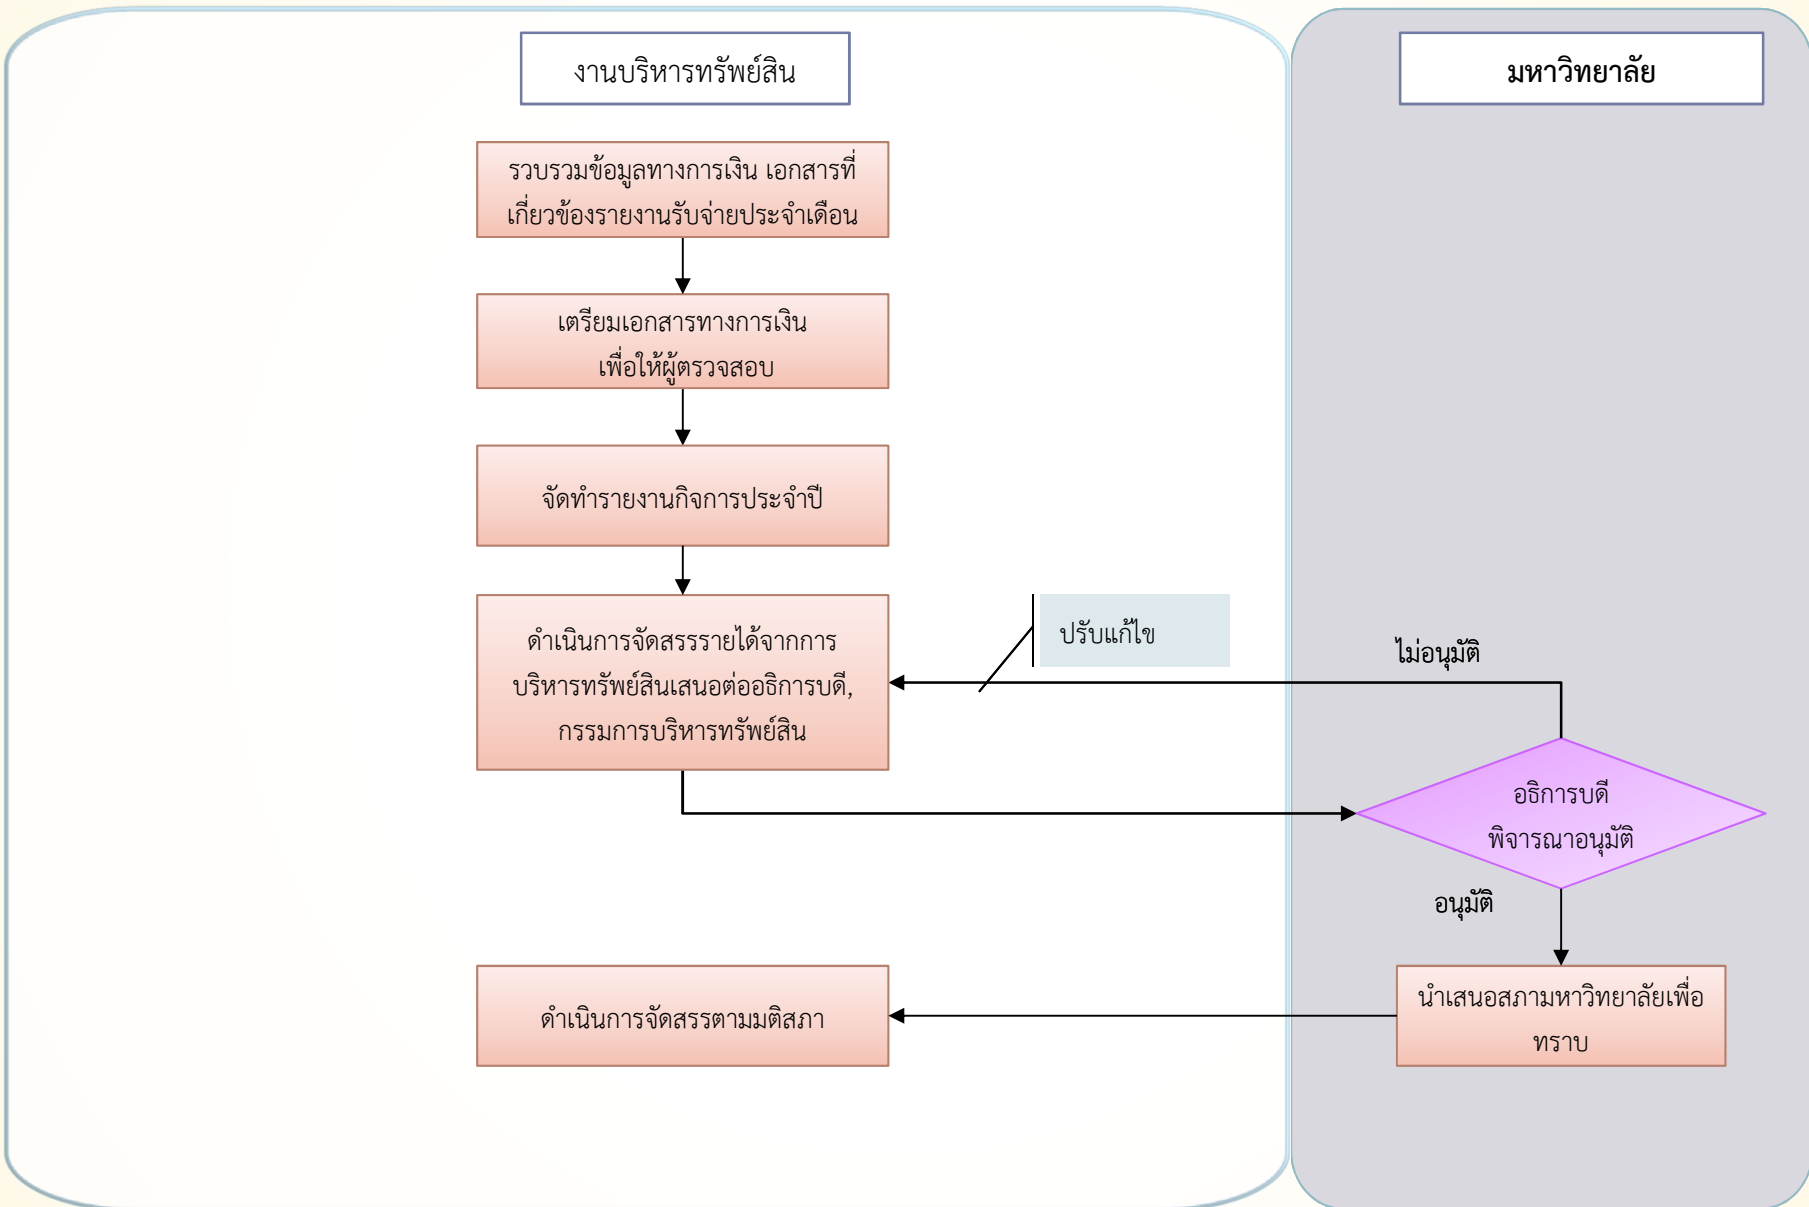 งานบริหารทรัพย์สิน
มหาวิทยาลัย
รวบรวมข้อมูลทางการเงิน เอกสารที่
เกี่ยวข้องรายงานรับจ่ายประจำเดือน
เตรียมเอกสารทางการเงิน
เพื่อให้ผู้ตรวจสอบ
จัดทำรายงานกิจการประจำปี
ดำเนินการจัดสรรรายได้จากการ
บริหารทรัพย์สินเสนอต่ออธิการบดี,
กรรมการบริหารทรัพย์สิน
ปรับแก้ไข
ไม่อนุมัติ
อธิการบดี
พิจารณาอนุมัติ
อนุมัติ
นำเสนอสภามหาวิทยาลัยเพื่อ
ทราบ
ดำเนินการจัดสรรตามมติสภา